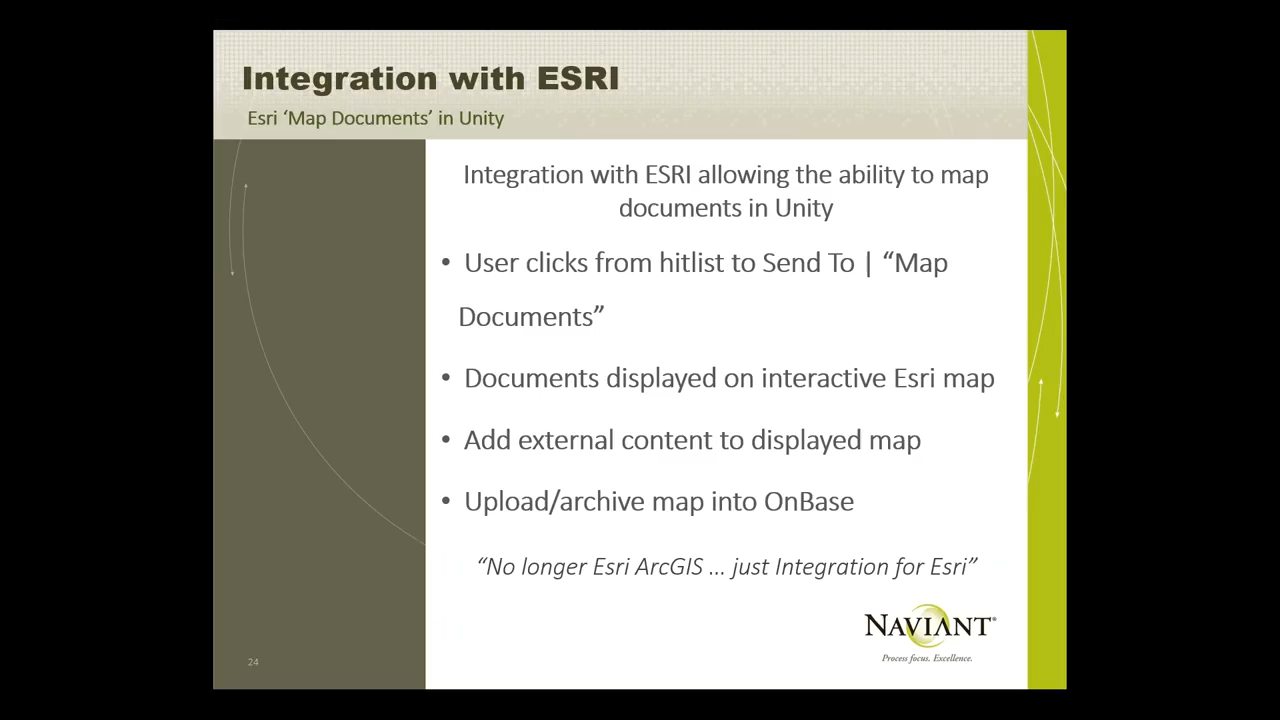 Integration with ESRI
Esri ‘Map Documents’ in Unity
Integration with ESRI allowing the ability to map
documents in Unity
• User clicks from hitlist to Send To | “Map
Documents”
• Documents displayed on interactive Esri map
• Add external content to displayed map
• Upload/archive map into OnBase
“No longer Esri ArcGIS … just Integration for Esri”
NAVIANT®
Process focus. Excellence.
24